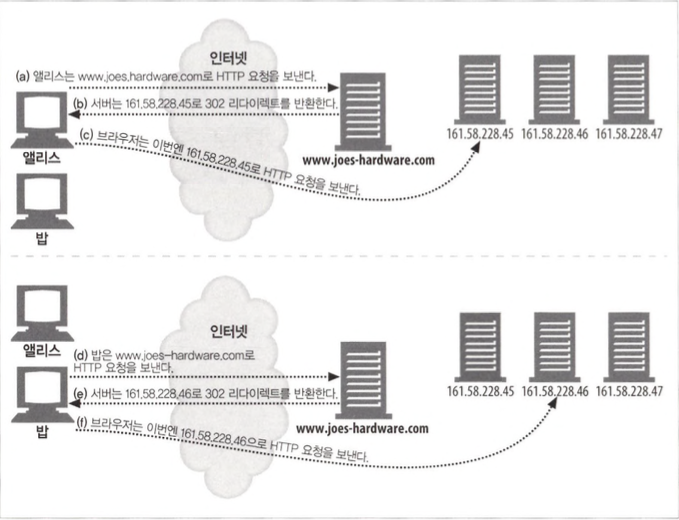 인터넷
(a) 앨리스는 www.joes.hardware.com로 HTTP 요청을 보낸다.
(b) 서버는 161.58.228.45로 302 리다이렉트를 반환한다.
(c) 브라우저는 이번엔 161.58.228.45로 HTTP 요청을 보낸다.
앨리스
밥
www.joes-hardware.com
161.58.228.45
161.58.228.46
161.58.228.47
인터넷
앨리스
(d) 밥은 www.joes-hardware.com로
HTTP 요청을 보낸다.
(e) 서버는 161.58.228.46로 302 리다이렉트를 반환한다.
(f) 브라우저는 이번엔 161.58.228.46으로 HTTP 요청을 보낸다.
밥
www.joes-hardware.com
161.58.228.45
161.58.228.46
161.58.228.47